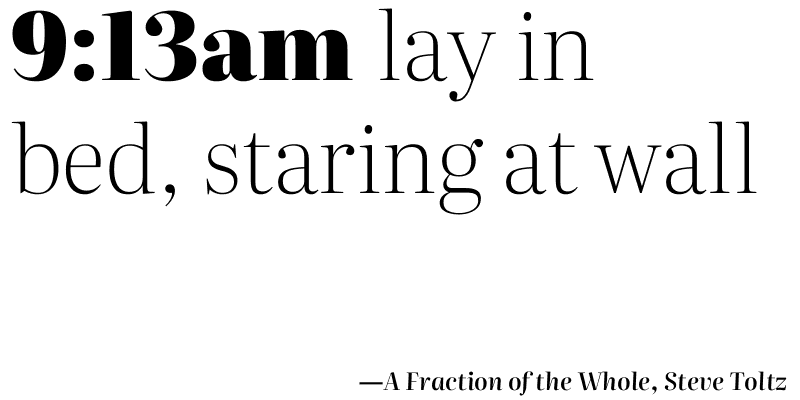 9:13am lay in
bed, staring at wall
—A Fraction of the Whole, Steve Toltz